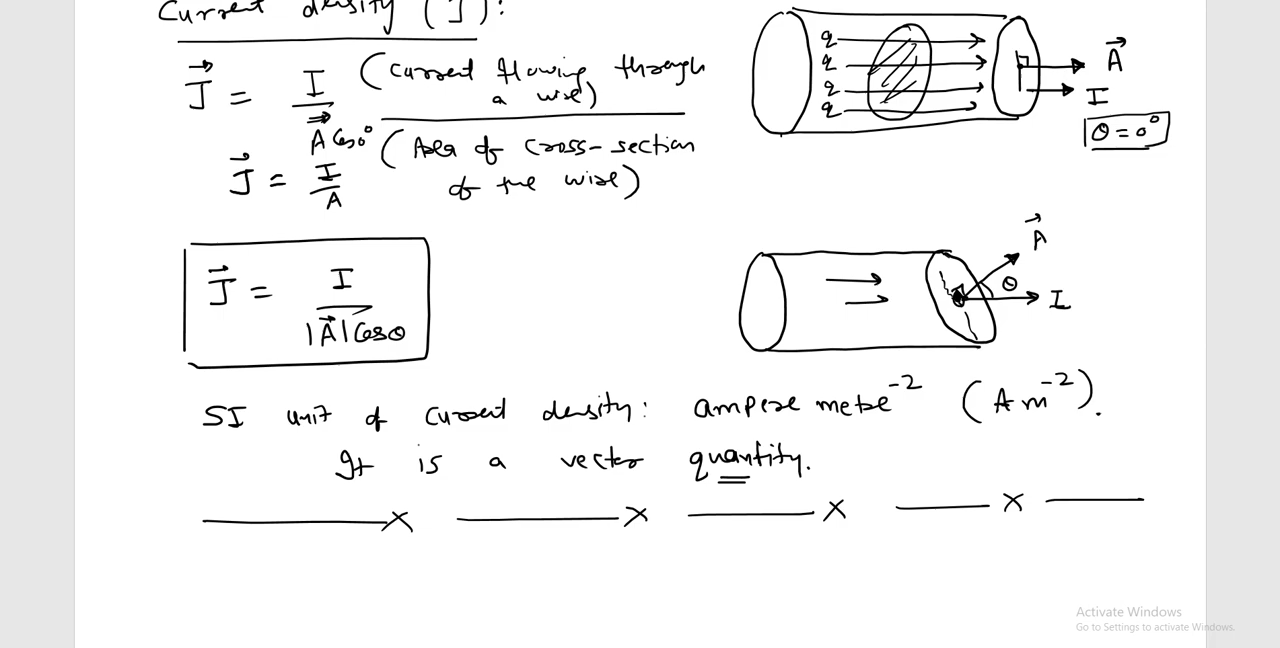 Current density (J):
J⃗ = I / A⃗ Cos0° (Current flowing through a wire) (Area of cross-section of the wire)
J⃗ = I / A
q
q
q
q
A⃗
I
θ = 0°
J⃗ = I / |A⃗| Cosθ
A⃗
θ
I
SI unit of current density: ampere metre⁻² (A m⁻²).
It is a vector quantity.
Activate Windows
Go to Settings to activate Windows.